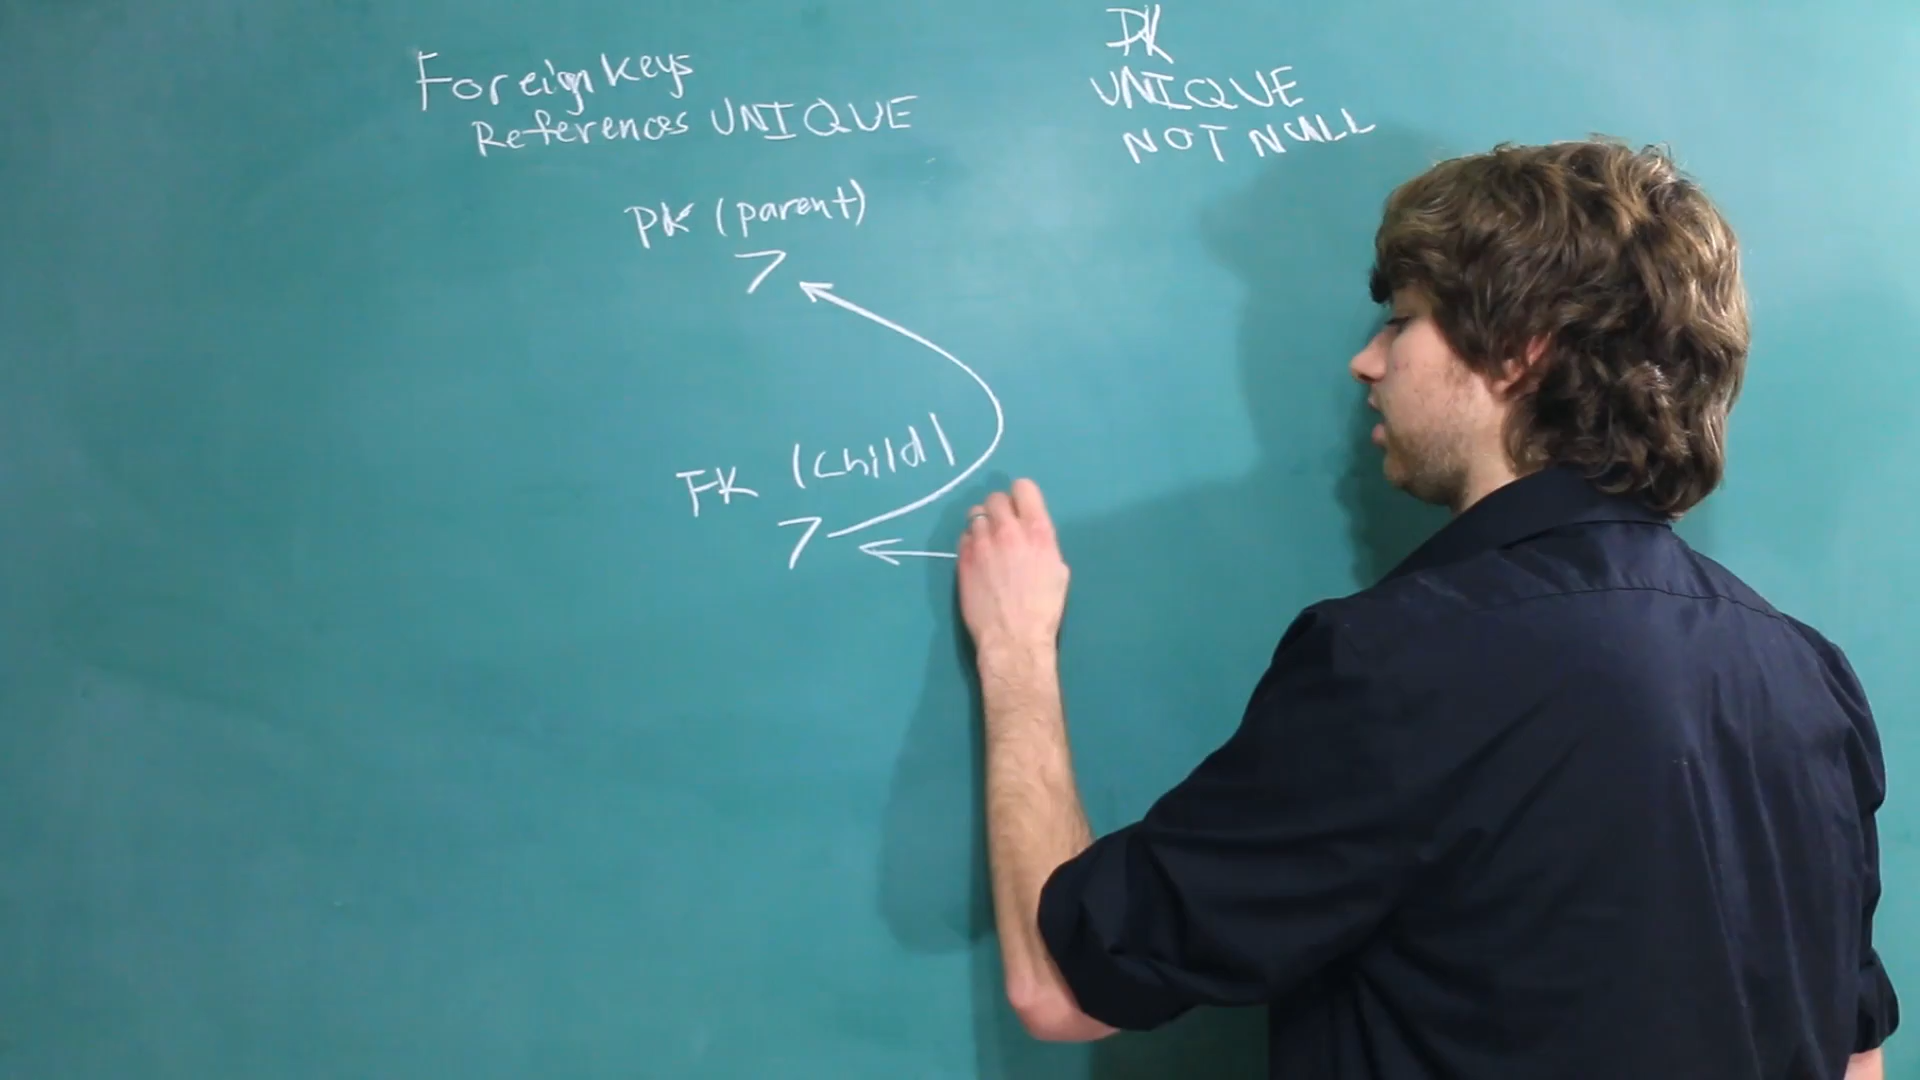 Foreign keys
References UNIQUE
PK (parent)
7
FK (child)
7
PK
UNIQUE
NOT NULL